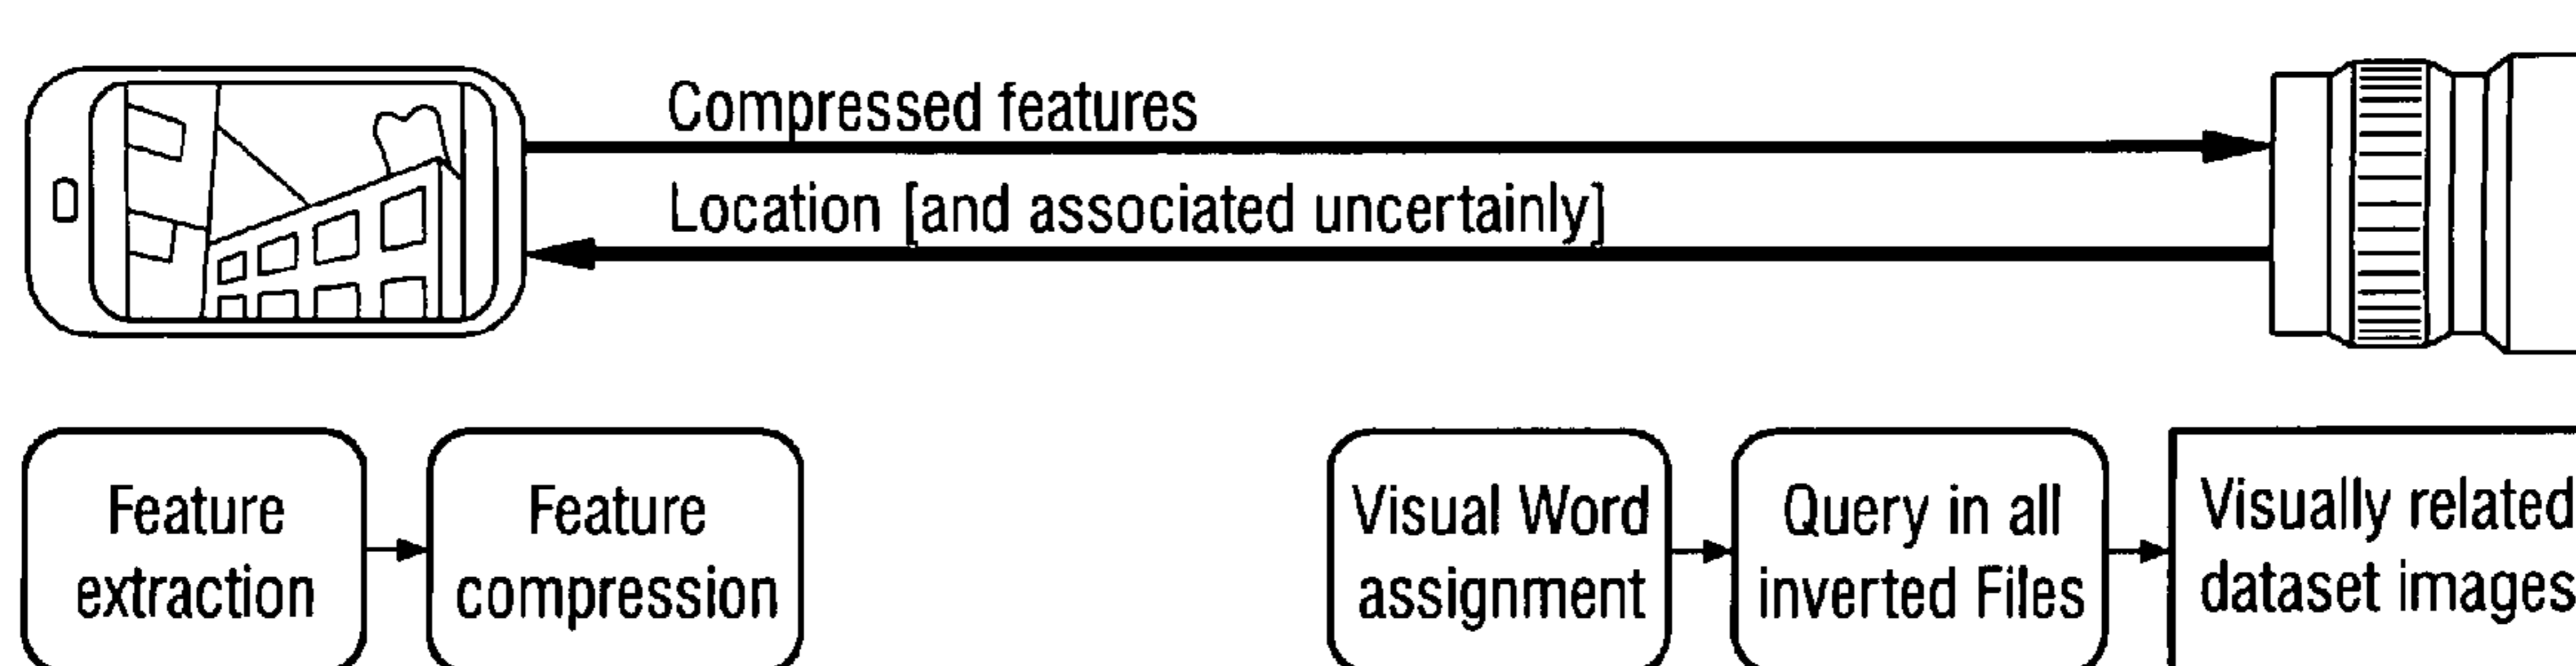 Compressed features
Location [and associated uncertainly]
Feature
extraction
Feature
compression
Visual Word
assignment
Query in all
inverted Files
Visually related
dataset images